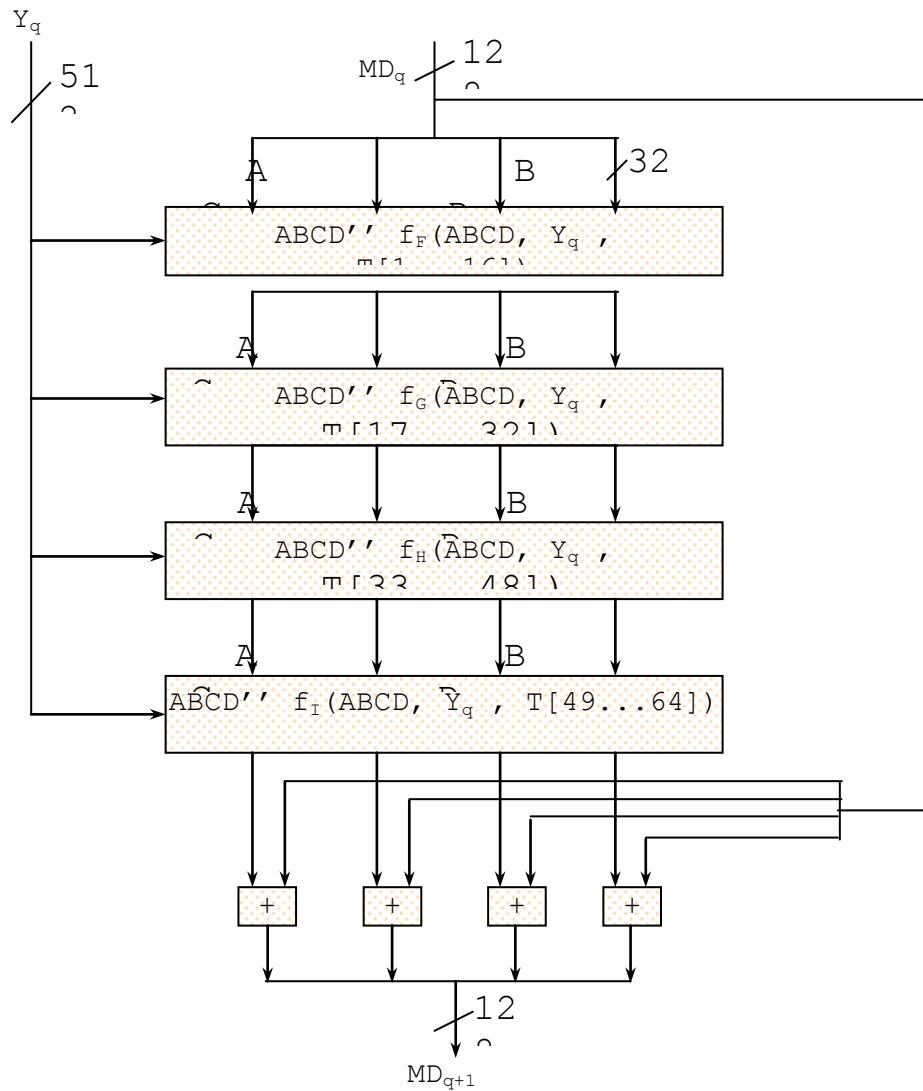 Yq
51
MDq
12
A B
32
ABCD'' fF(ABCD, Yq ,
A B
ABCD'' fG(ABCD, Yq ,
A B
ABCD'' fH(ABCD, Yq ,
A B
ABCD'' fI(ABCD, Yq , T[49...64])
+ + + +
12
MDq+1